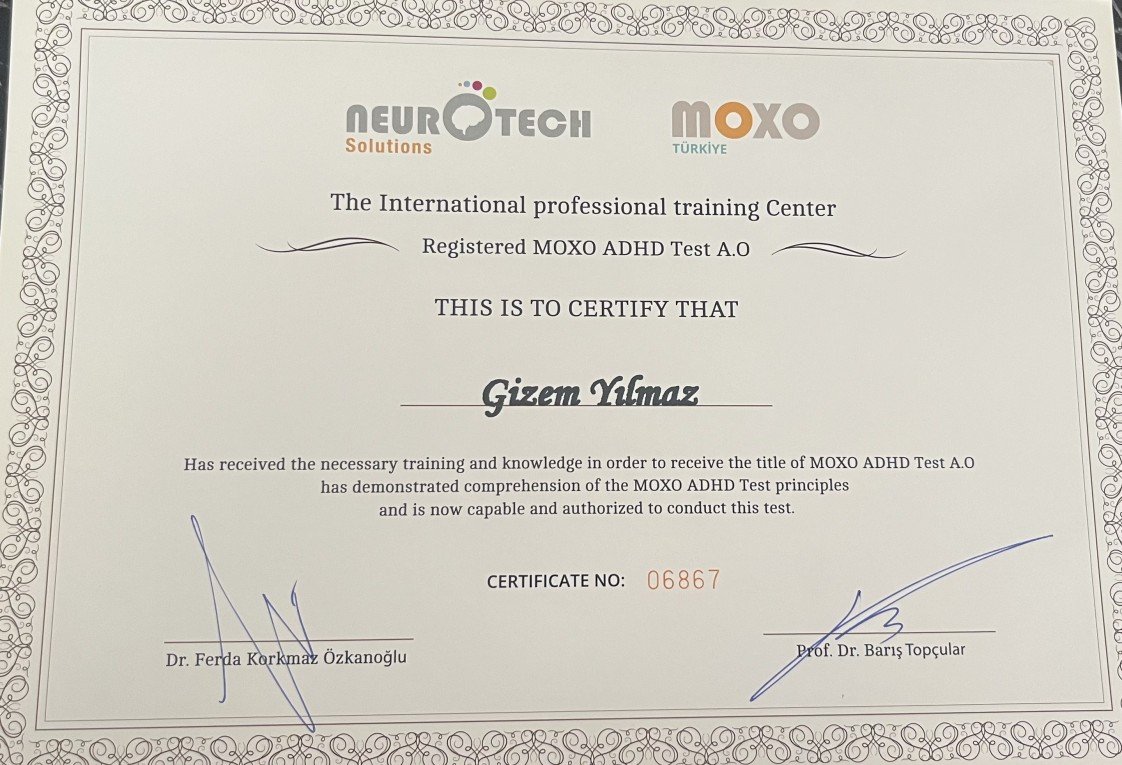 NEUROTECH
Solutions
MOXO
TÜRKİYE
The International professional training Center
Registered MOXO ADHD Test A.O
THIS IS TO CERTIFY THAT
Gizem Yılmaz
Has received the necessary training and knowledge in order to receive the title of MOXO ADHD Test A.O
has demonstrated comprehension of the MOXO ADHD Test principles
and is now capable and authorized to conduct this test.
CERTIFICATE NO: 06867
Dr. Ferda Korkmaz Özkanoğlu
Prof. Dr. Barış Topçular